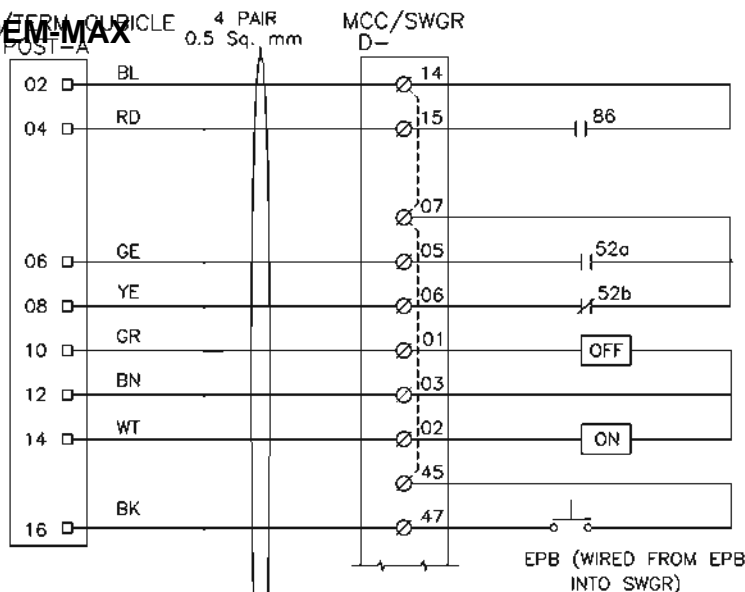 /TERM CUBICLE 4 PAIR MCC/SWGR
EM-MAX
POST-A 0.5 Sq. mm D-
02 BL 14
04 RD 15 86
07
06 GE 05 52a
08 YE 06 52b
10 GR 01 OFF
12 BN 03
14 WT 02 ON
45
16 BK 47
EPB (WIRED FROM EPB
INTO SWGR)